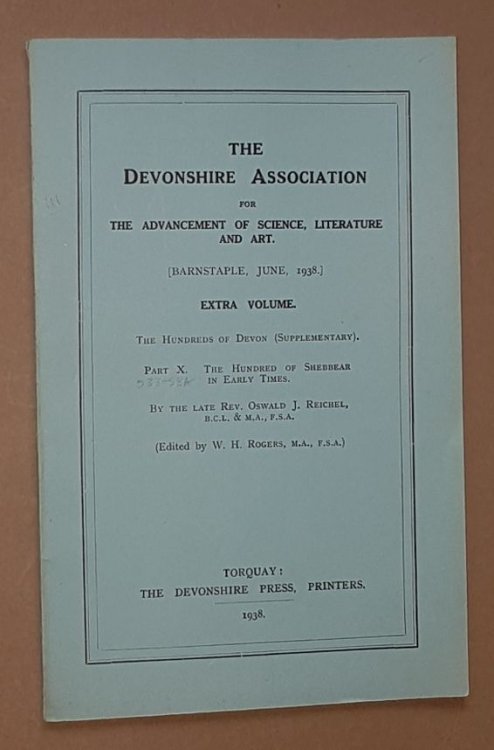 THE
DEVONSHIRE ASSOCIATION
FOR
THE ADVANCEMENT OF SCIENCE, LITERATURE
AND ART.
[BARNSTAPLE, JUNE, 1938.]
EXTRA VOLUME.
THE HUNDREDS OF DEVON (SUPPLEMENTARY).
PART X. THE HUNDRED OF SHEBBEAR
IN EARLY TIMES.
BY THE LATE REV. OSWALD J. REICHEL,
B.C.L. & M.A., F.S.A.
(Edited by W. H. ROGERS, M.A., F.S.A.)
TORQUAY:
THE DEVONSHIRE PRESS, PRINTERS.
1938.